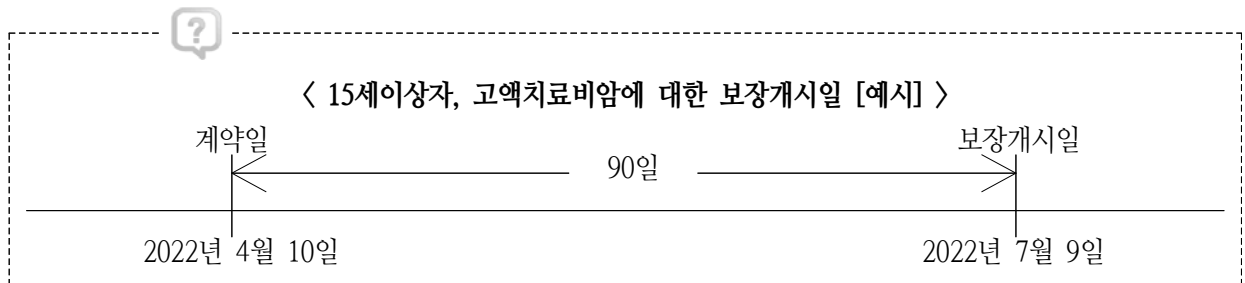 ?
〈 15세이상자, 고액치료비암에 대한 보장개시일 [예시] 〉
계약일 보장개시일
90일
2022년 4월 10일 2022년 7월 9일